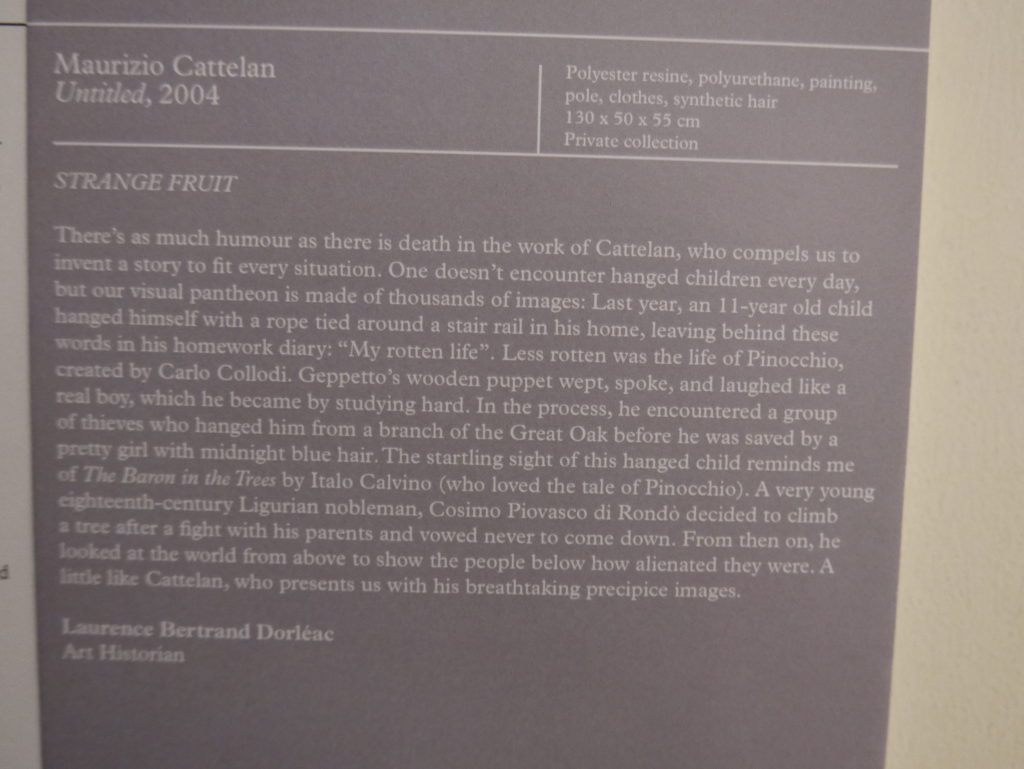 Maurizio Cattelan
Untitled, 2004
Polyester resine, polyurethane, painting,
pole, clothes, synthetic hair
130 x 50 x 55 cm
Private collection
STRANGE FRUIT
There's as much humour as there is death in the work of Cattelan, who compels us to
invent a story to fit every situation. One doesn't encounter hanged children every day,
but our visual pantheon is made of thousands of images: Last year, an 11-year old child
hanged himself with a rope tied around a stair rail in his home, leaving behind these
words in his homework diary: “My rotten life”. Less rotten was the life of Pinocchio,
created by Carlo Collodi. Geppetto's wooden puppet wept, spoke, and laughed like a
real boy, which he became by studying hard. In the process, he encountered a group
of thieves who hanged him from a branch of the Great Oak before he was saved by a
pretty girl with midnight blue hair. The startling sight of this hanged child reminds me
of The Baron in the Trees by Italo Calvino (who loved the tale of Pinocchio). A very young
eighteenth-century Ligurian nobleman, Cosimo Piovasco di Rondò decided to climb
a tree after a fight with his parents and vowed never to come down. From then on, he
looked at the world from above to show the people below how alienated they were. A
little like Cattelan, who presents us with his breathtaking precipice images.
Laurence Bertrand Dorléac
Art Historian